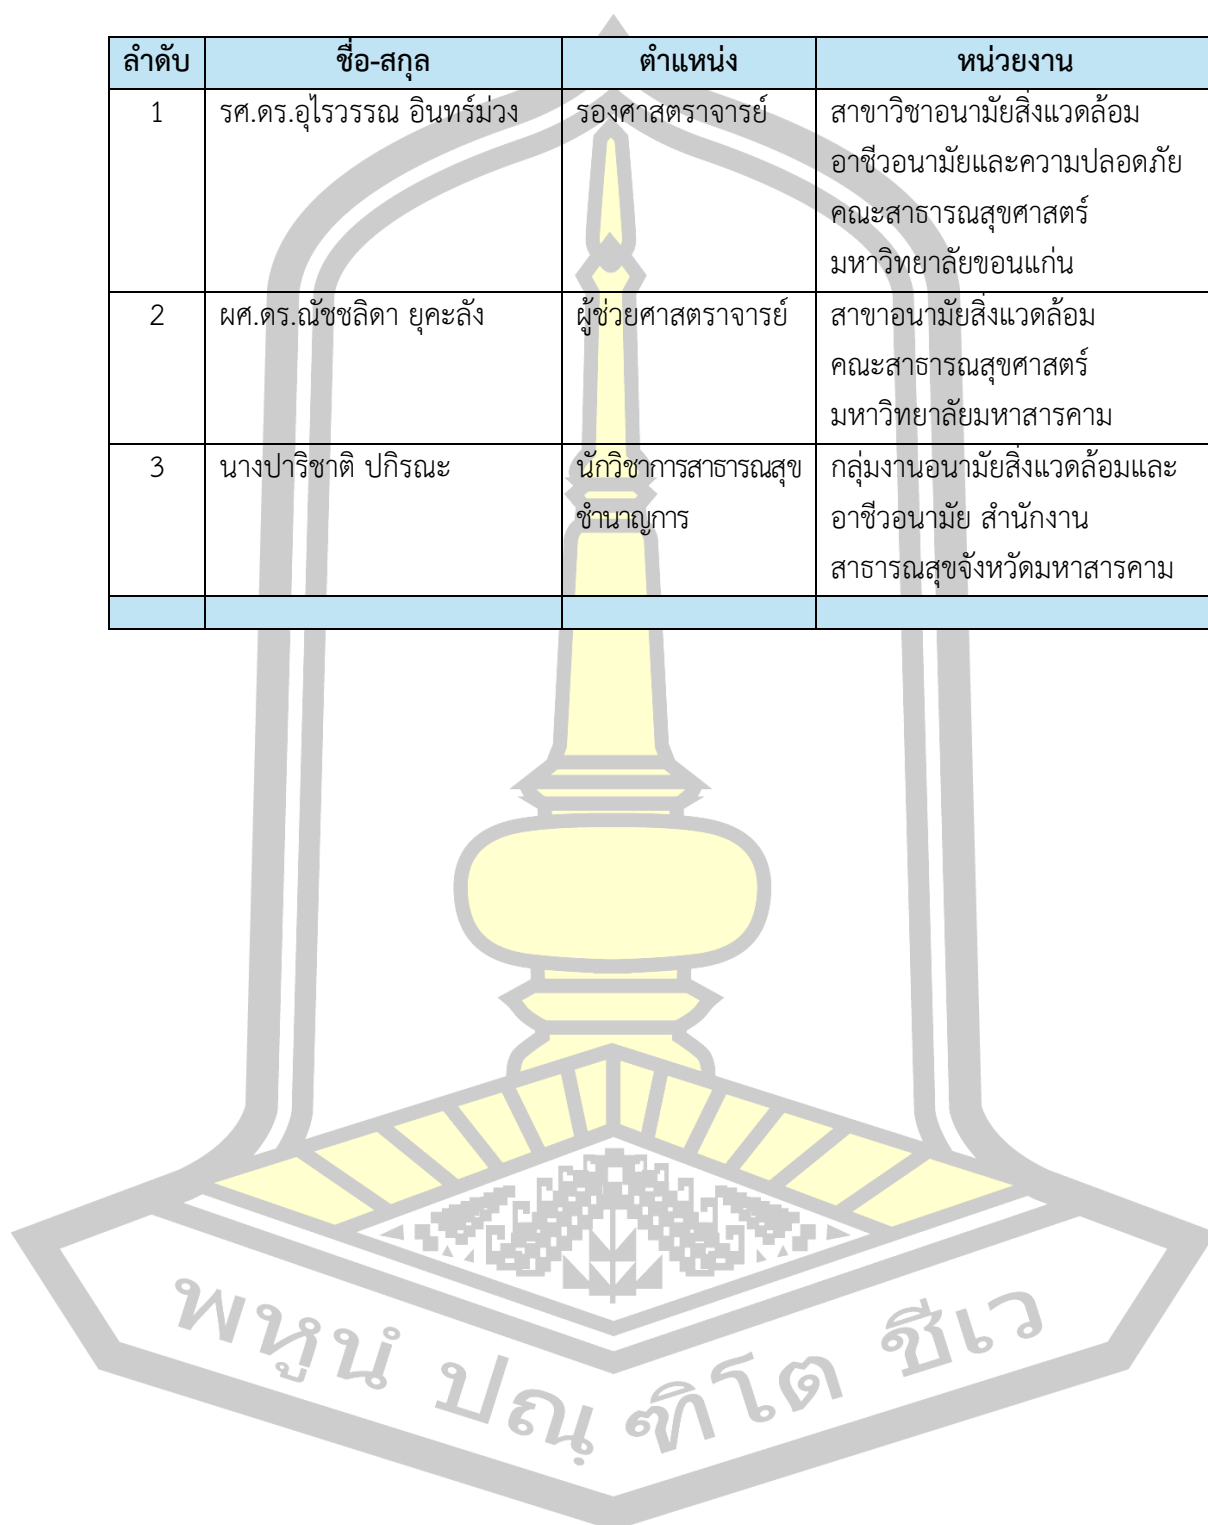 ลำดับ ชื่อ-สกุล ตำแหน่ง หน่วยงาน
1 รศ.ดร.อุไรวรรณ อินทร์ม่วง รองศาสตราจารย์ สาขาวิชาอนามัยสิ่งแวดล้อม
อาชีวอนามัยและความปลอดภัย
คณะสาธารณสุขศาสตร์
มหาวิทยาลัยขอนแก่น
2 ผศ.ดร.ณัชชลิดา ยุคะลัง ผู้ช่วยศาสตราจารย์ สาขาอนามัยสิ่งแวดล้อม
คณะสาธารณสุขศาสตร์
มหาวิทยาลัยมหาสารคาม
3 นางปาริชาติ ปกิรณะ นักวิชาการสาธารณสุข กลุ่มงานอนามัยสิ่งแวดล้อมและ
ชำนาญการ อาชีวอนามัย สำนักงาน
สาธารณสุขจังหวัดมหาสารคาม
พหูนํ ปณฺฑิโต ชีเว